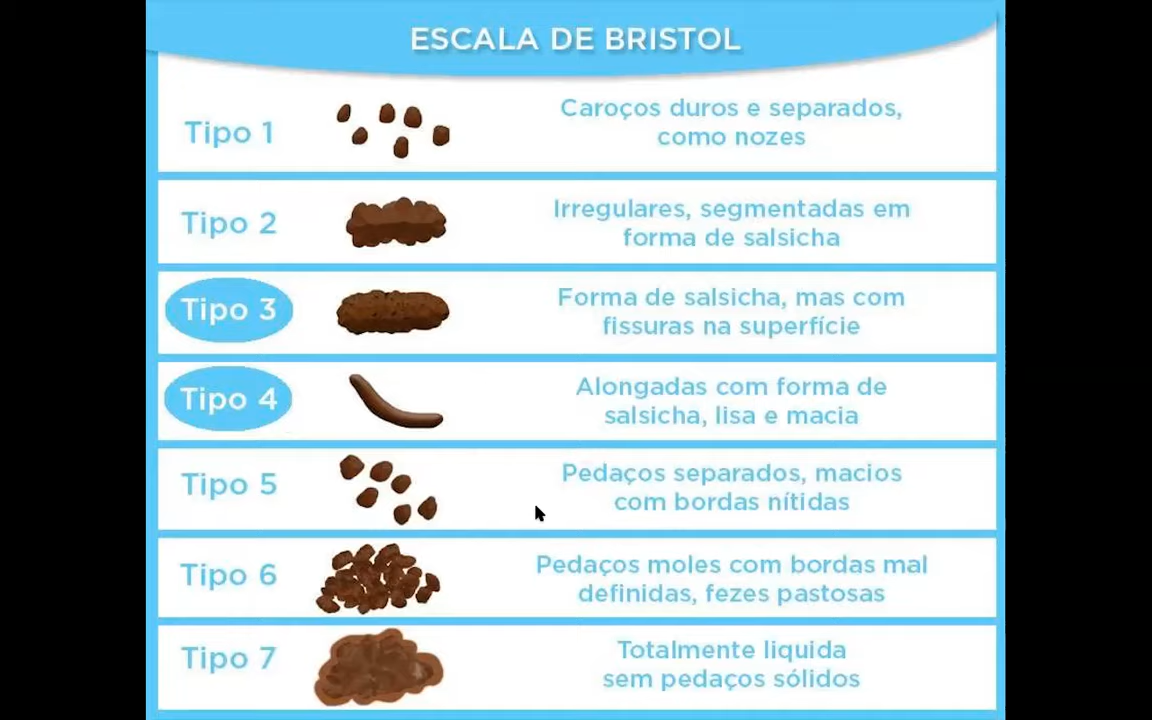 ESCALA DE BRISTOL
Tipo 1
Caroços duros e separados,
como nozes
Tipo 2
Irregulares, segmentadas em
forma de salsicha
Tipo 3
Forma de salsicha, mas com
fissuras na superfície
Tipo 4
Alongadas com forma de
salsicha, lisa e macia
Tipo 5
Pedaços separados, macios
com bordas nítidas
Tipo 6
Pedaços moles com bordas mal
definidas, fezes pastosas
Tipo 7
Totalmente liquida
sem pedaços sólidos